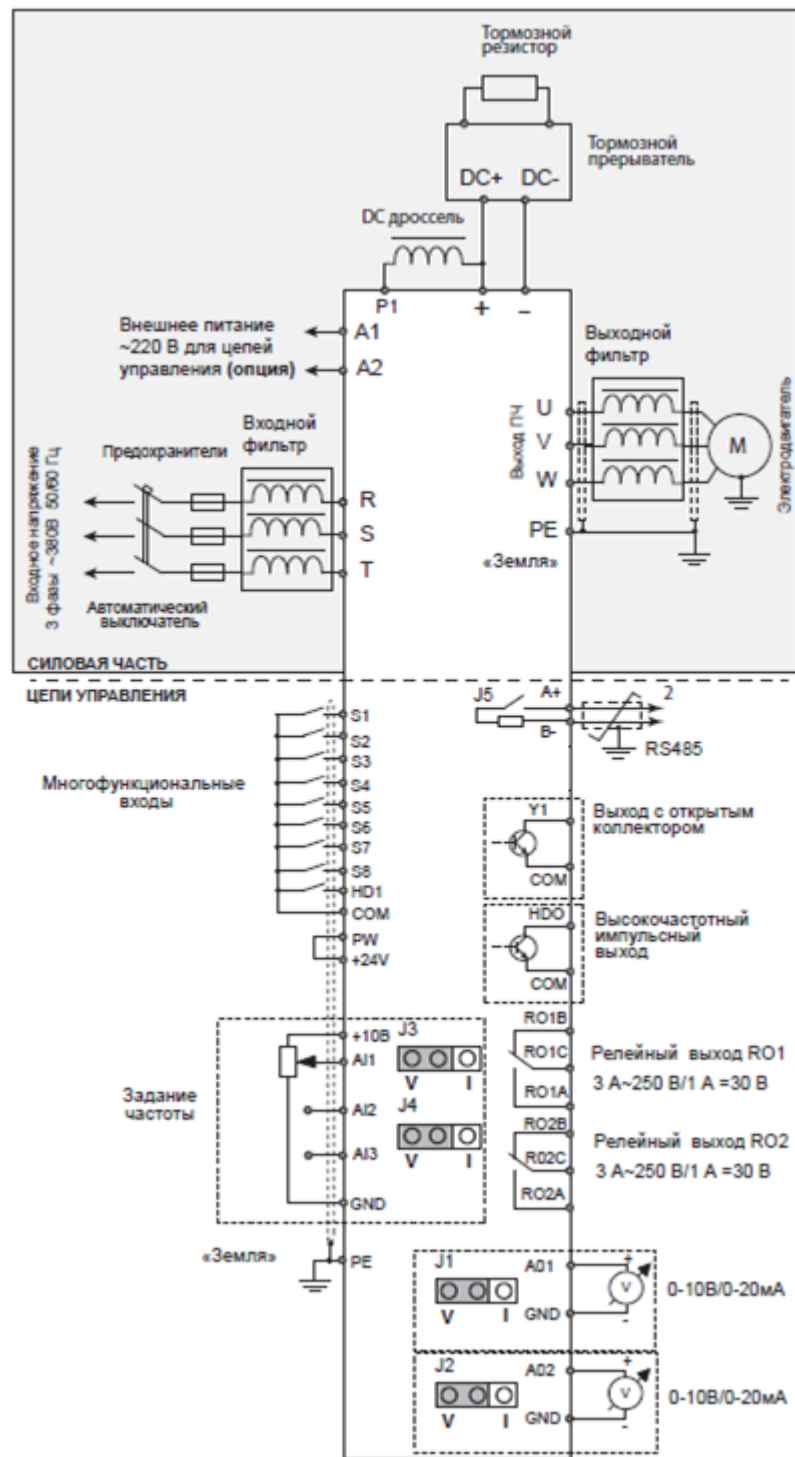 Тормозной
резистор
Тормозной
прерыватель
DC+ DC-
DC дроссель
P1 + -
Внешнее питание
~220 В для цепей
управления (опция)
A1
A2
Выходной
фильтр
Выход ПЧ
U
V
W
M
Электродвигатель
PE
«Земля»
Входной
фильтр
Предохранители
Входное напряжение
3 фазы ~380В 50/60 Гц
R
S
T
Автоматический
выключатель
СИЛОВАЯ ЧАСТЬ
ЦЕПИ УПРАВЛЕНИЯ
Многофункциональные
входы
S1
S2
S3
S4
S5
S6
S7
S8
HD1
COM
PW
+24V
J5
A+
B-
2
RS485
Y1
COM
Выход с открытым
коллектором
HDO
COM
Высокочастотный
импульсный
выход
Задание
частоты
+10В
AI1
AI2
AI3
GND
J3
V I
J4
V I
RO1B
RO1C
RO1A
Релейный выход RO1
3 А~250 В/1 А =30 В
RO2B
R02C
RO2A
Релейный выход RO2
3 А~250 В/1 А =30 В
«Земля»
PE
J1
V I
A01
GND
+
V
-
0-10В/0-20мА
J2
V I
A02
GND
+
V
-
0-10В/0-20мА